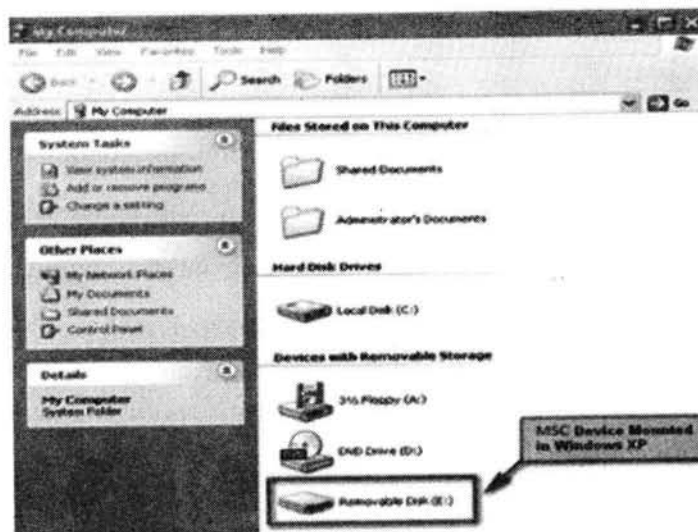 My Computer
File Edit View Favorites Tools Help
Back Search Folders
Address My Computer Go
System Tasks
View system information
Add or remove programs
Change a setting
Other Places
My Network Places
My Documents
Shared Documents
Control Panel
Details
My Computer
System Folder
Files Stored on This Computer
Shared Documents
Administrator's Documents
Hard Disk Drives
Local Disk (C:)
Devices with Removable Storage
3½ Floppy (A:)
DVD Drive (D:)
Removable Disk (E:)
MSC Device Mounted
in Windows XP